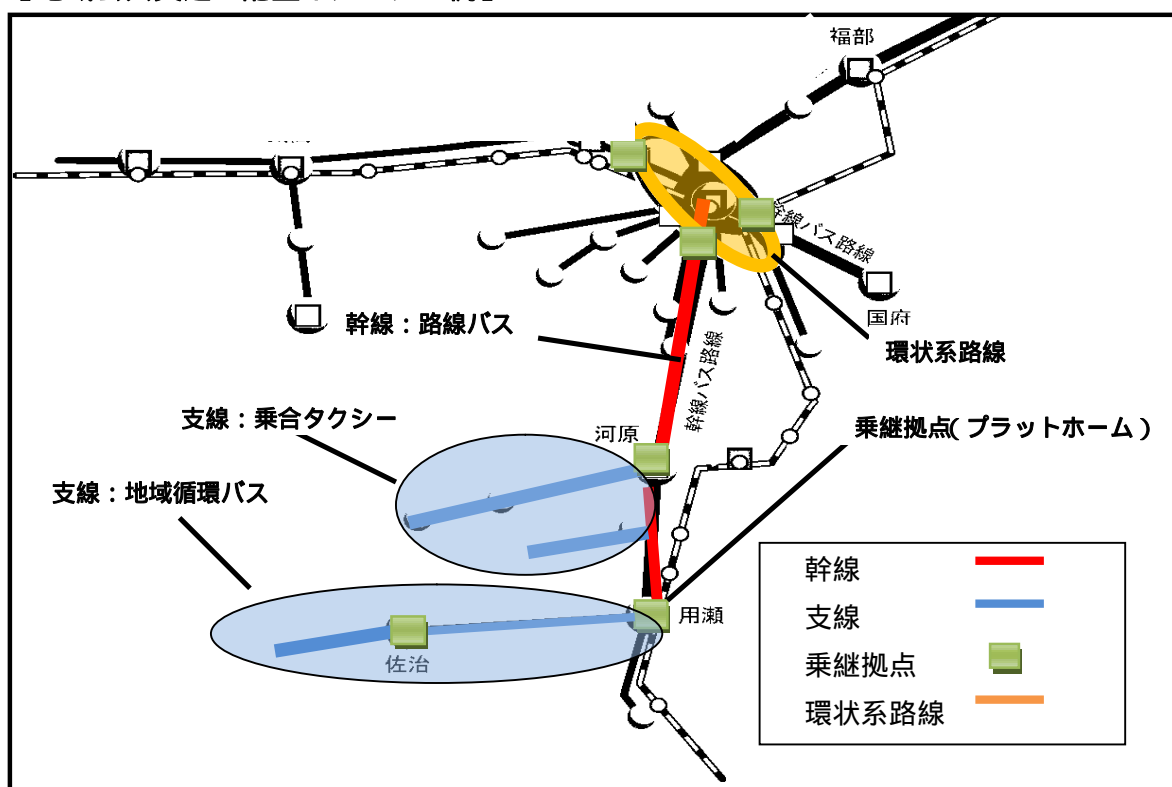 福部
幹線バス路線
国府
幹線：路線バス
環状系路線
幹線バス路線
支線：乗合タクシー
河原
乗継拠点（プラットホーム）
支線：地域循環バス
用瀬
佐治
幹線
支線
乗継拠点
環状系路線